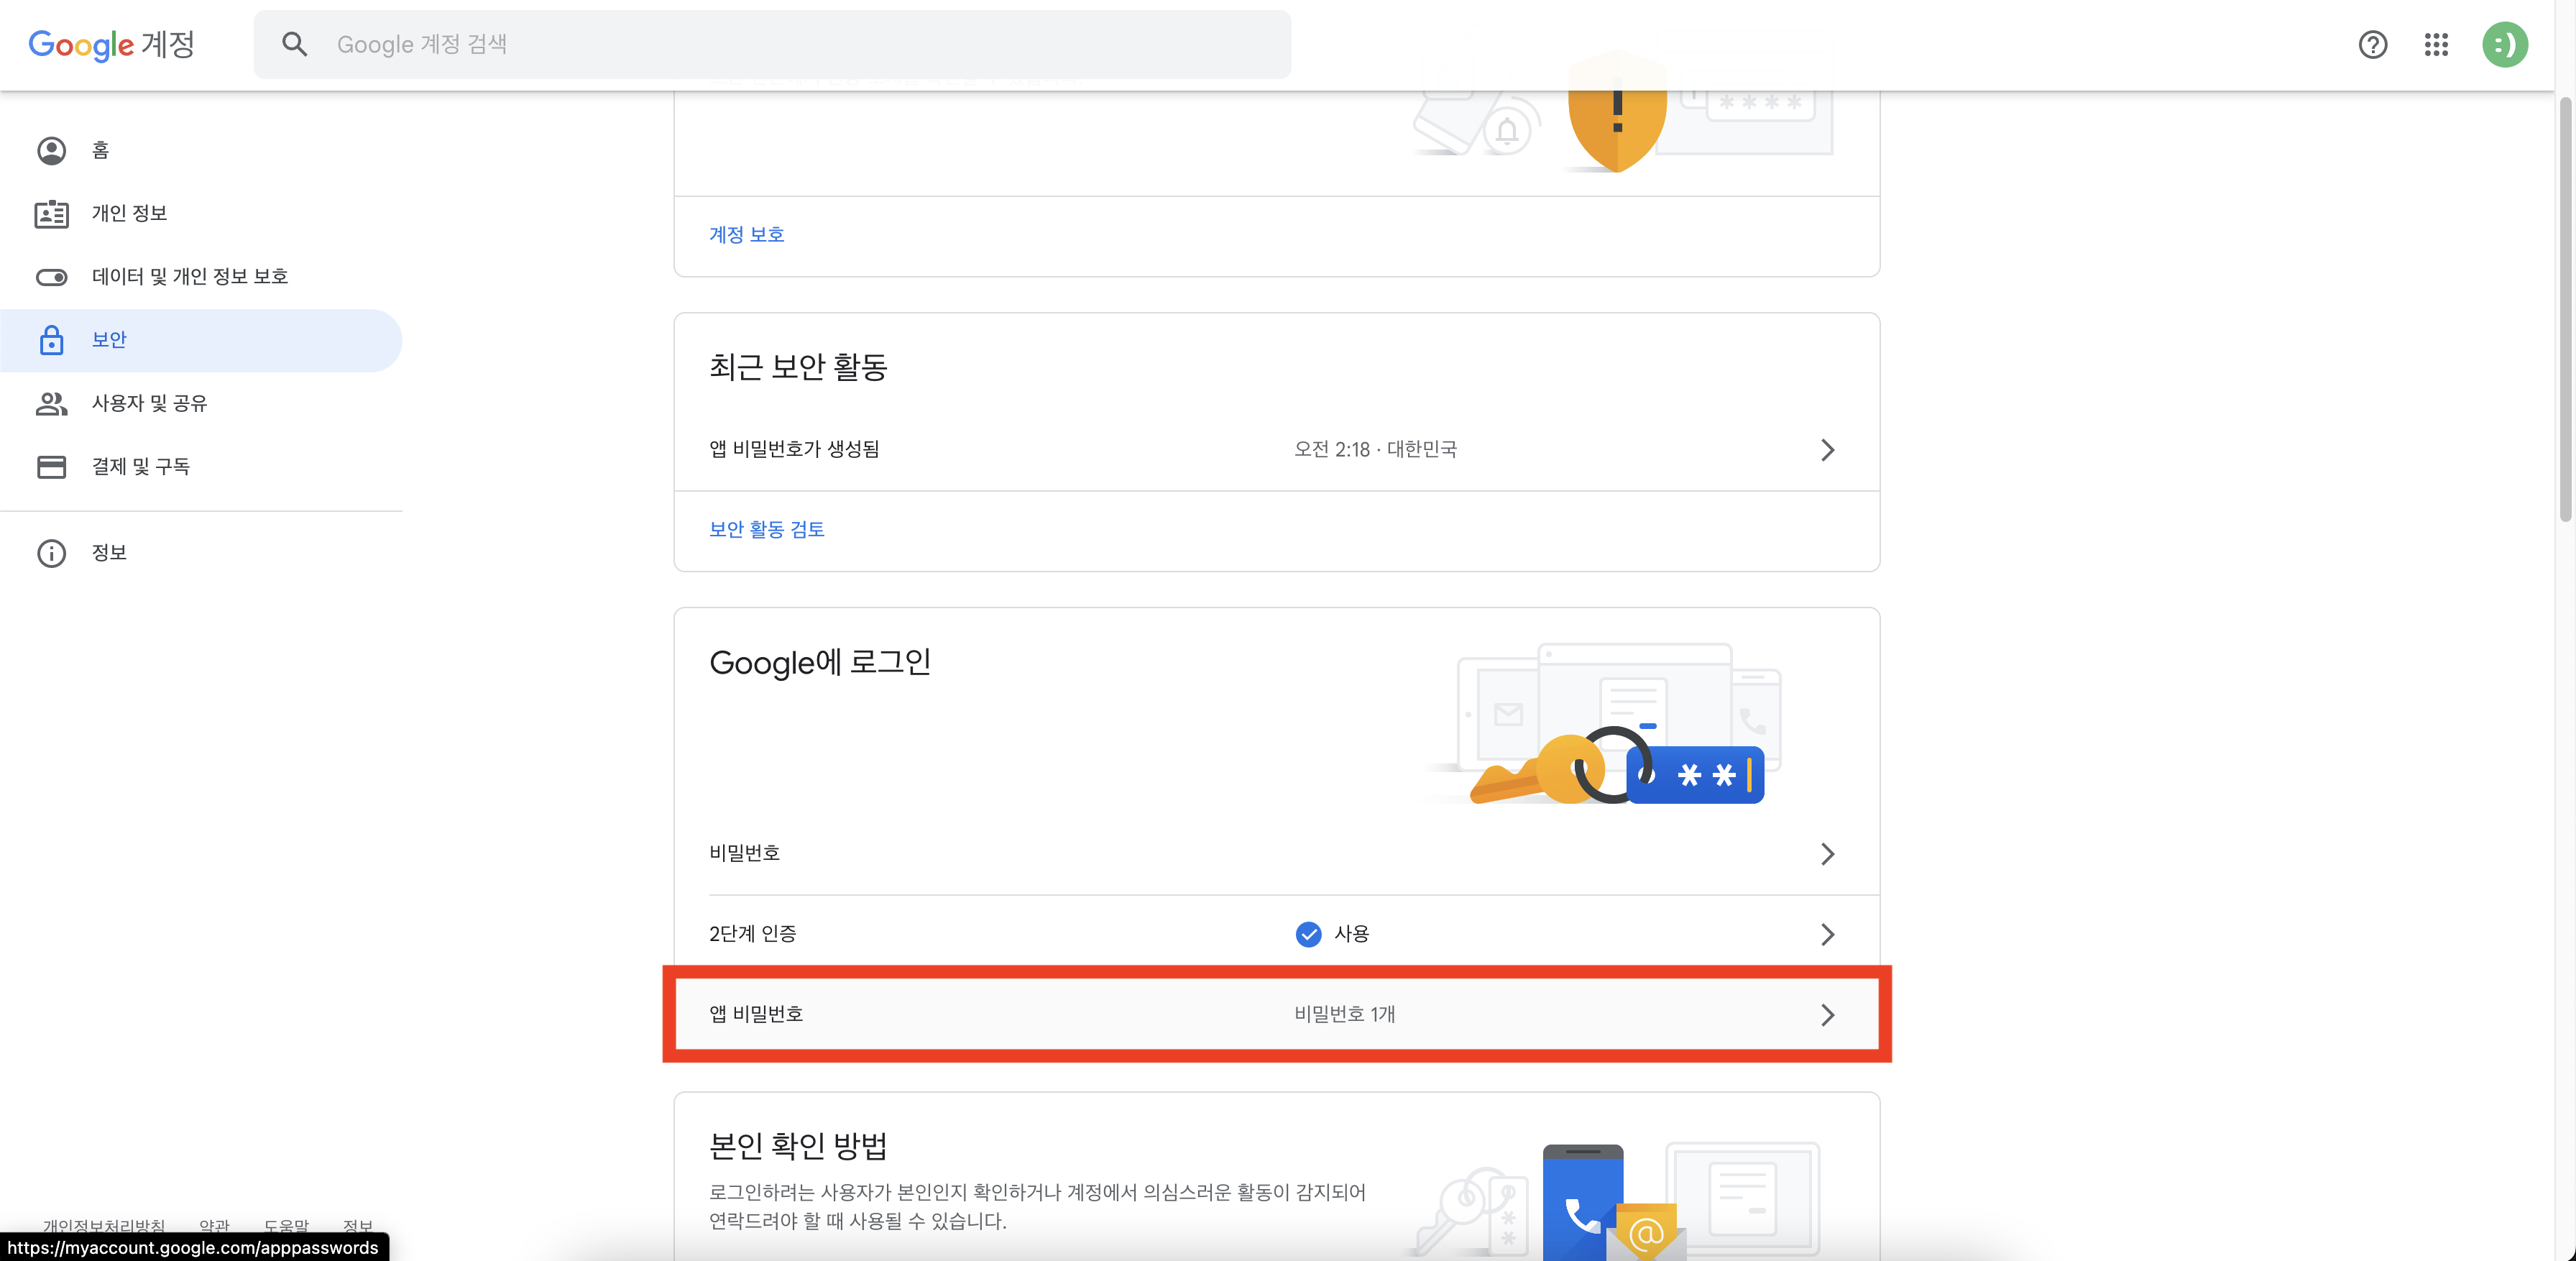 Google 계정
Google 계정 검색
홈
개인 정보
데이터 및 개인 정보 보호
보안
사용자 및 공유
결제 및 구독
정보
계정 보호
최근 보안 활동
앱 비밀번호가 생성됨
오전 2:18 · 대한민국
보안 활동 검토
Google에 로그인
비밀번호
2단계 인증
사용
앱 비밀번호
비밀번호 1개
본인 확인 방법
로그인하려는 사용자가 본인인지 확인하거나 계정에서 의심스러운 활동이 감지되어
연락드려야 할 때 사용될 수 있습니다.
개인정보처리방침 약관 도움말 정보
https://myaccount.google.com/apppasswords